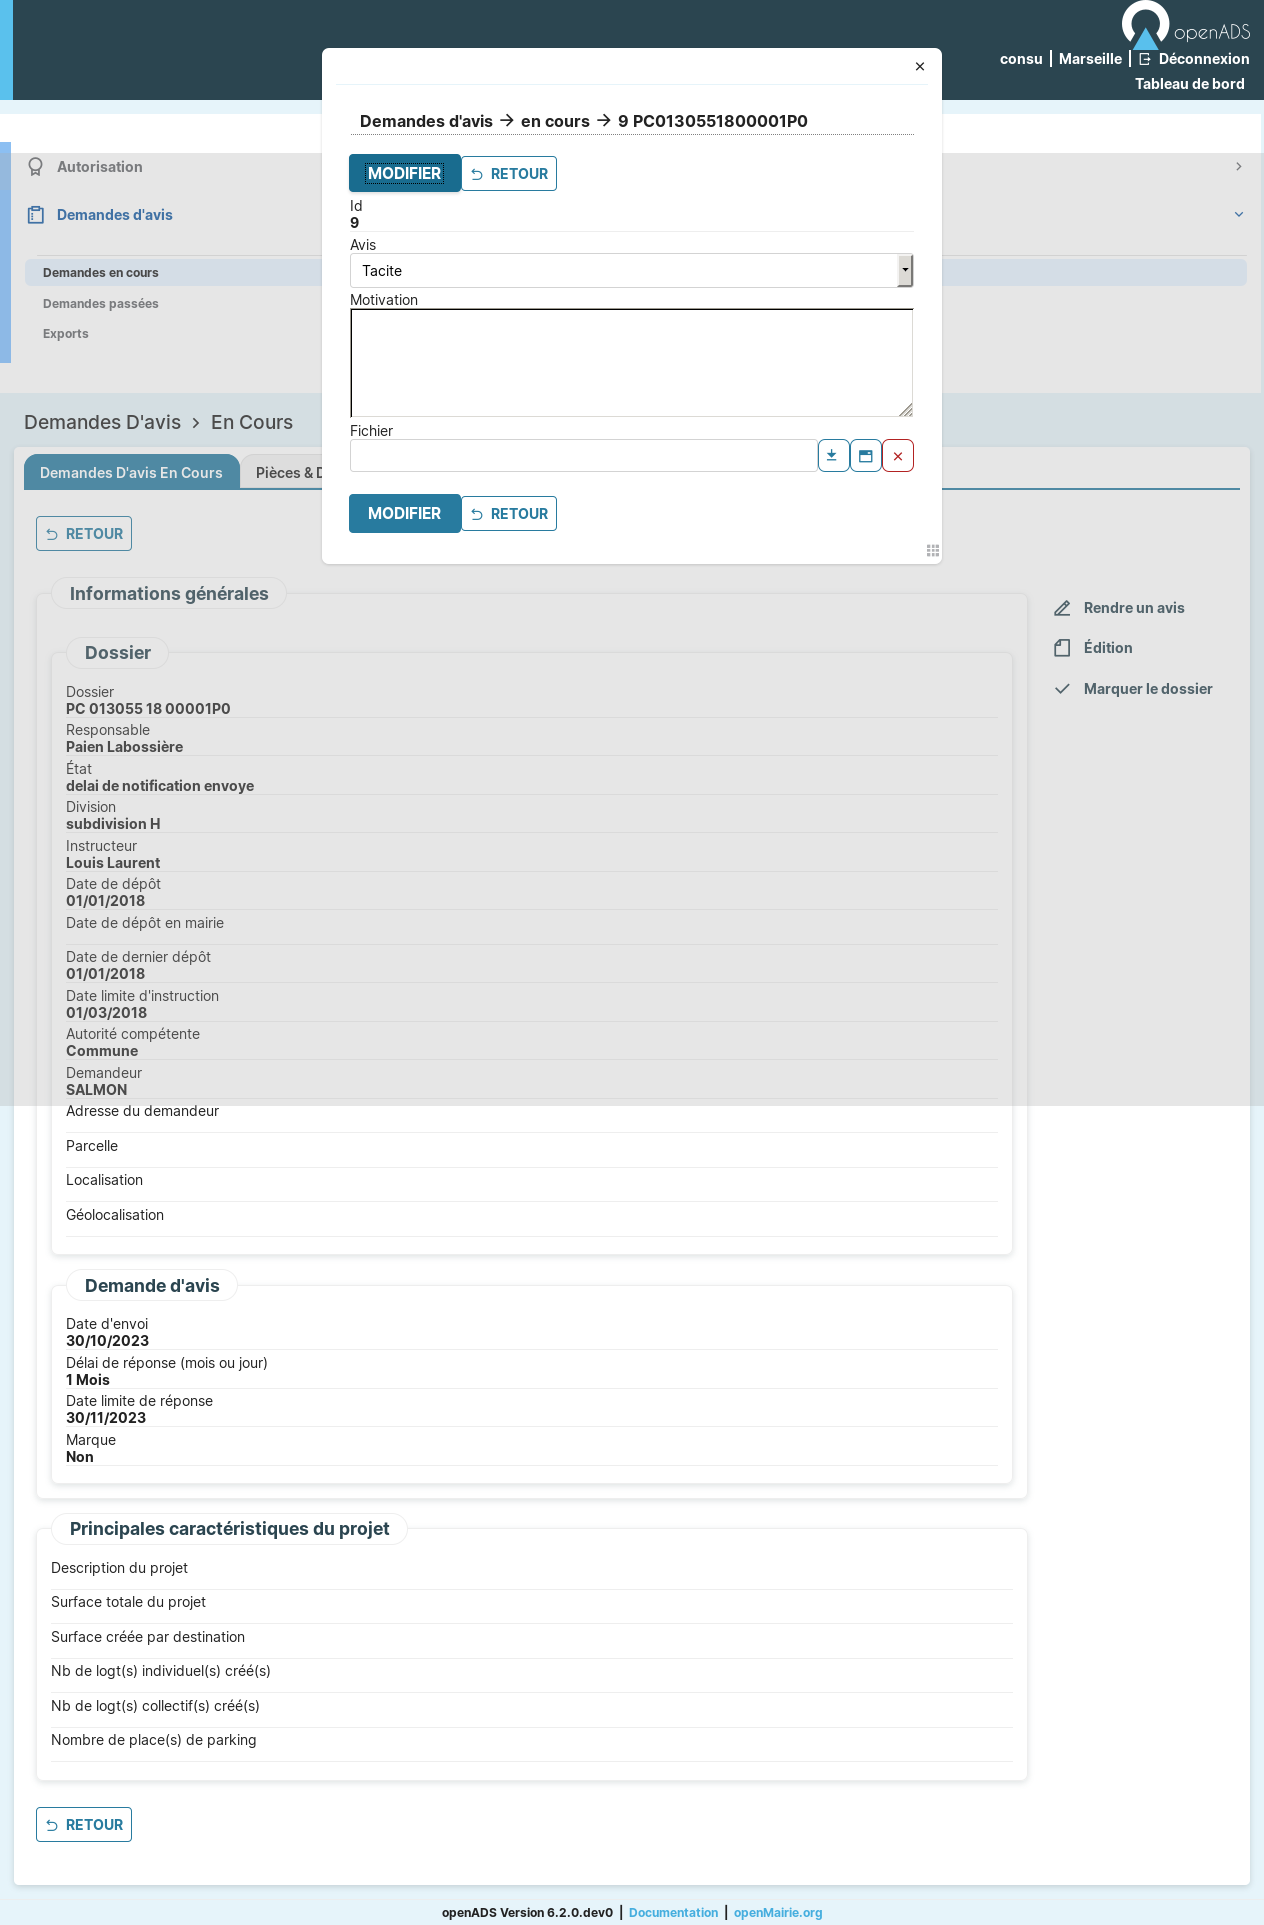 openADS
consu | Marseille | Déconnexion
Tableau de bord
Demandes d'avis → en cours → 9 PC0130551800001P0
MODIFIER RETOUR
Id
9
Avis
Tacite
Motivation
Fichier
MODIFIER RETOUR
Autorisation
Demandes d'avis
Demandes en cours
Demandes passées
Exports
Demandes D'avis > En Cours
Demandes D'avis En Cours
Pièces & D
RETOUR
Informations générales
Rendre un avis
Édition
Marquer le dossier
Dossier
Dossier
PC 013055 18 00001P0
Responsable
Paien Labossière
État
delai de notification envoye
Division
subdivision H
Instructeur
Louis Laurent
Date de dépôt
01/01/2018
Date de dépôt en mairie
Date de dernier dépôt
01/01/2018
Date limite d'instruction
01/03/2018
Autorité compétente
Commune
Demandeur
SALMON
Adresse du demandeur
Parcelle
Localisation
Géolocalisation
Demande d'avis
Date d'envoi
30/10/2023
Délai de réponse (mois ou jour)
1 Mois
Date limite de réponse
30/11/2023
Marque
Non
Principales caractéristiques du projet
Description du projet
Surface totale du projet
Surface créée par destination
Nb de logt(s) individuel(s) créé(s)
Nb de logt(s) collectif(s) créé(s)
Nombre de place(s) de parking
RETOUR
openADS Version 6.2.0.dev0 | Documentation | openMairie.org